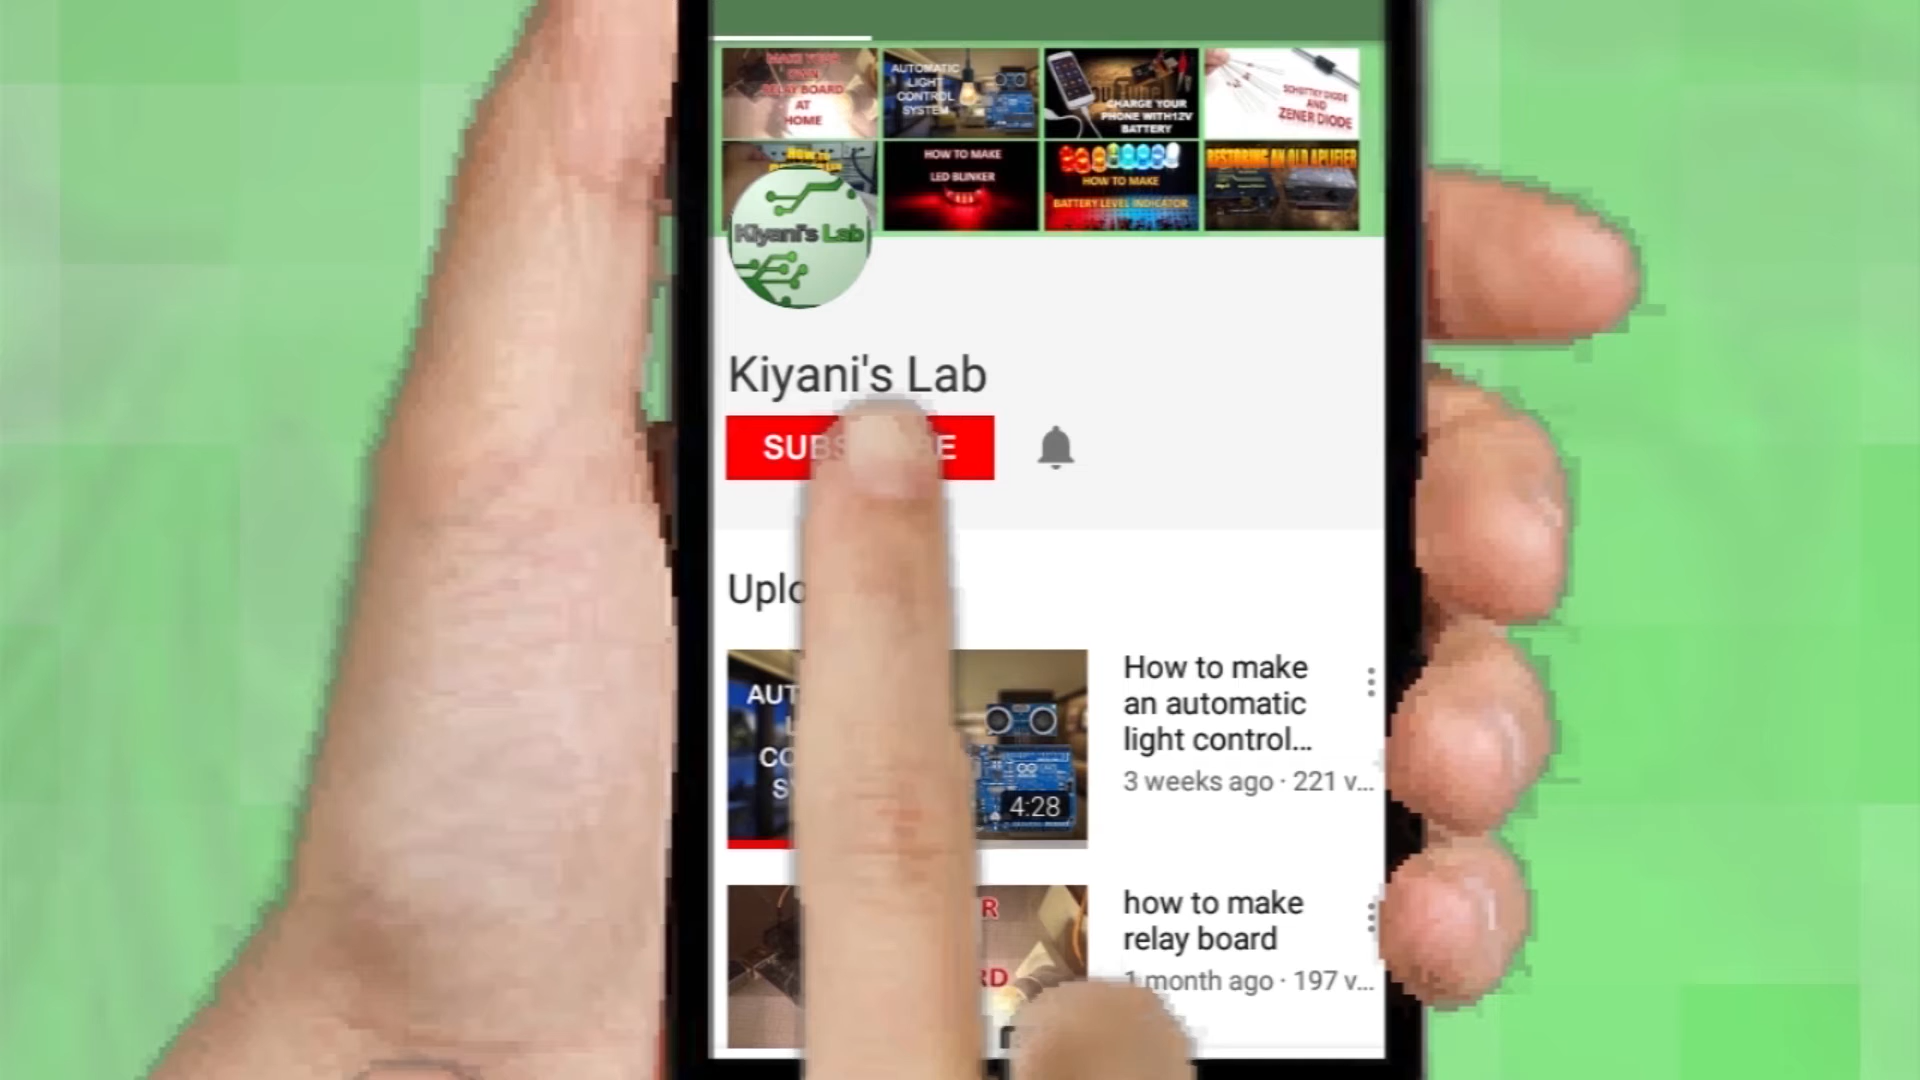 MAKE YOUR
OWN
RELAY BOARD
AT
HOME
AUTOMATIC
LIGHT
CONTROL
SYSTEM
CHARGE YOUR
PHONE WITH12V
BATTERY
SCHOTTKY DIODE
AND
ZENER DIODE
HOW TO
HOW TO MAKE
LED BLINKER
HOW TO MAKE
BATTERY LEVEL INDICATOR
RESTORING AN OLD APLIFIER
Kiyani's Lab
Kiyani's Lab
Uplo
How to make
an automatic
light control...
3 weeks ago · 221 v...
4:28
how to make
relay board
1 month ago · 197 v...